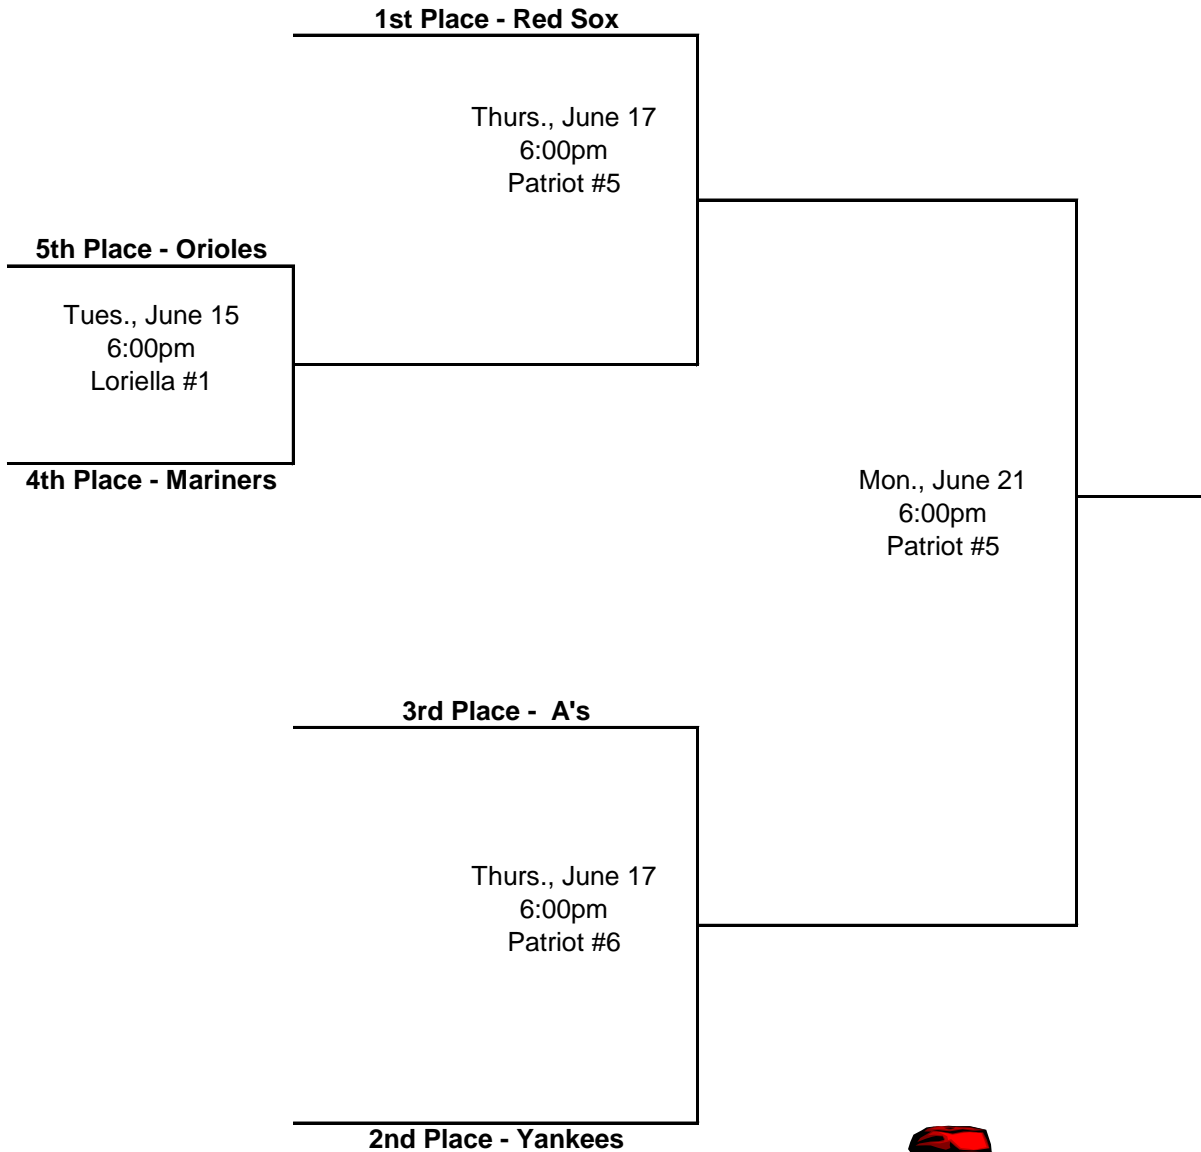 1st Place - Red Sox
Thurs., June 17
6:00pm
Patriot #5
5th Place - Orioles
Tues., June 15
6:00pm
Loriella #1
4th Place - Mariners
Mon., June 21
6:00pm
Patriot #5
3rd Place -  A's
Thurs., June 17
6:00pm
Patriot #6
2nd Place - Yankees